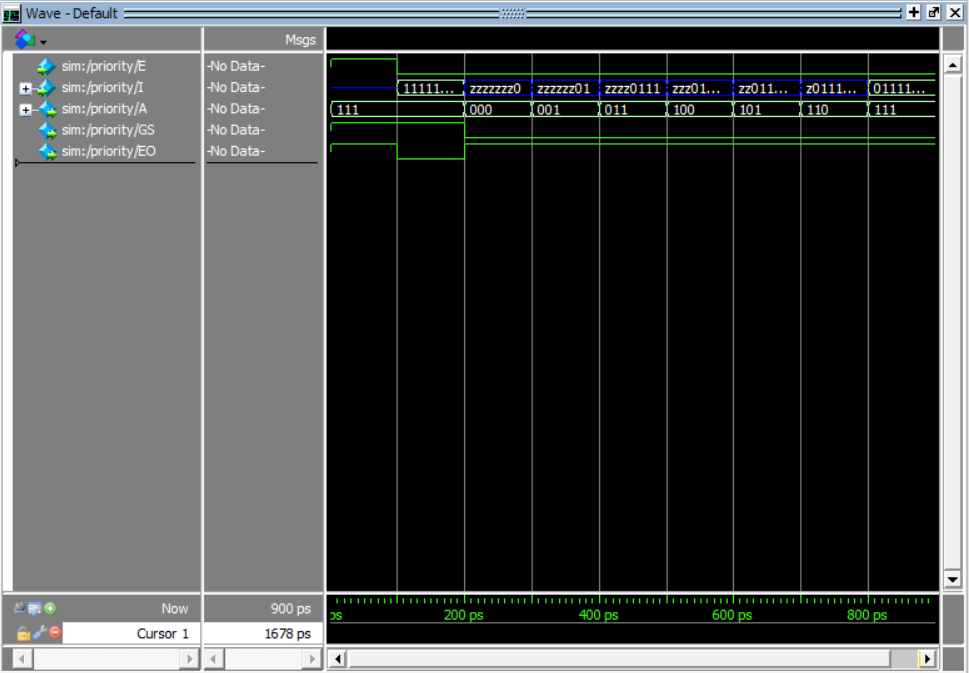 Wave - Default
Msgs
sim:/priority/E -No Data-
sim:/priority/I -No Data- 11111... zzzzzzz0 zzzzzz01 zzzz0111 zzz01... zz011... z0111... 01111...
sim:/priority/A -No Data- 111 000 001 011 100 101 110 111
sim:/priority/GS -No Data-
sim:/priority/EO -No Data-
Now 900 ps ps 200 ps 400 ps 600 ps 800 ps
Cursor 1 1678 ps